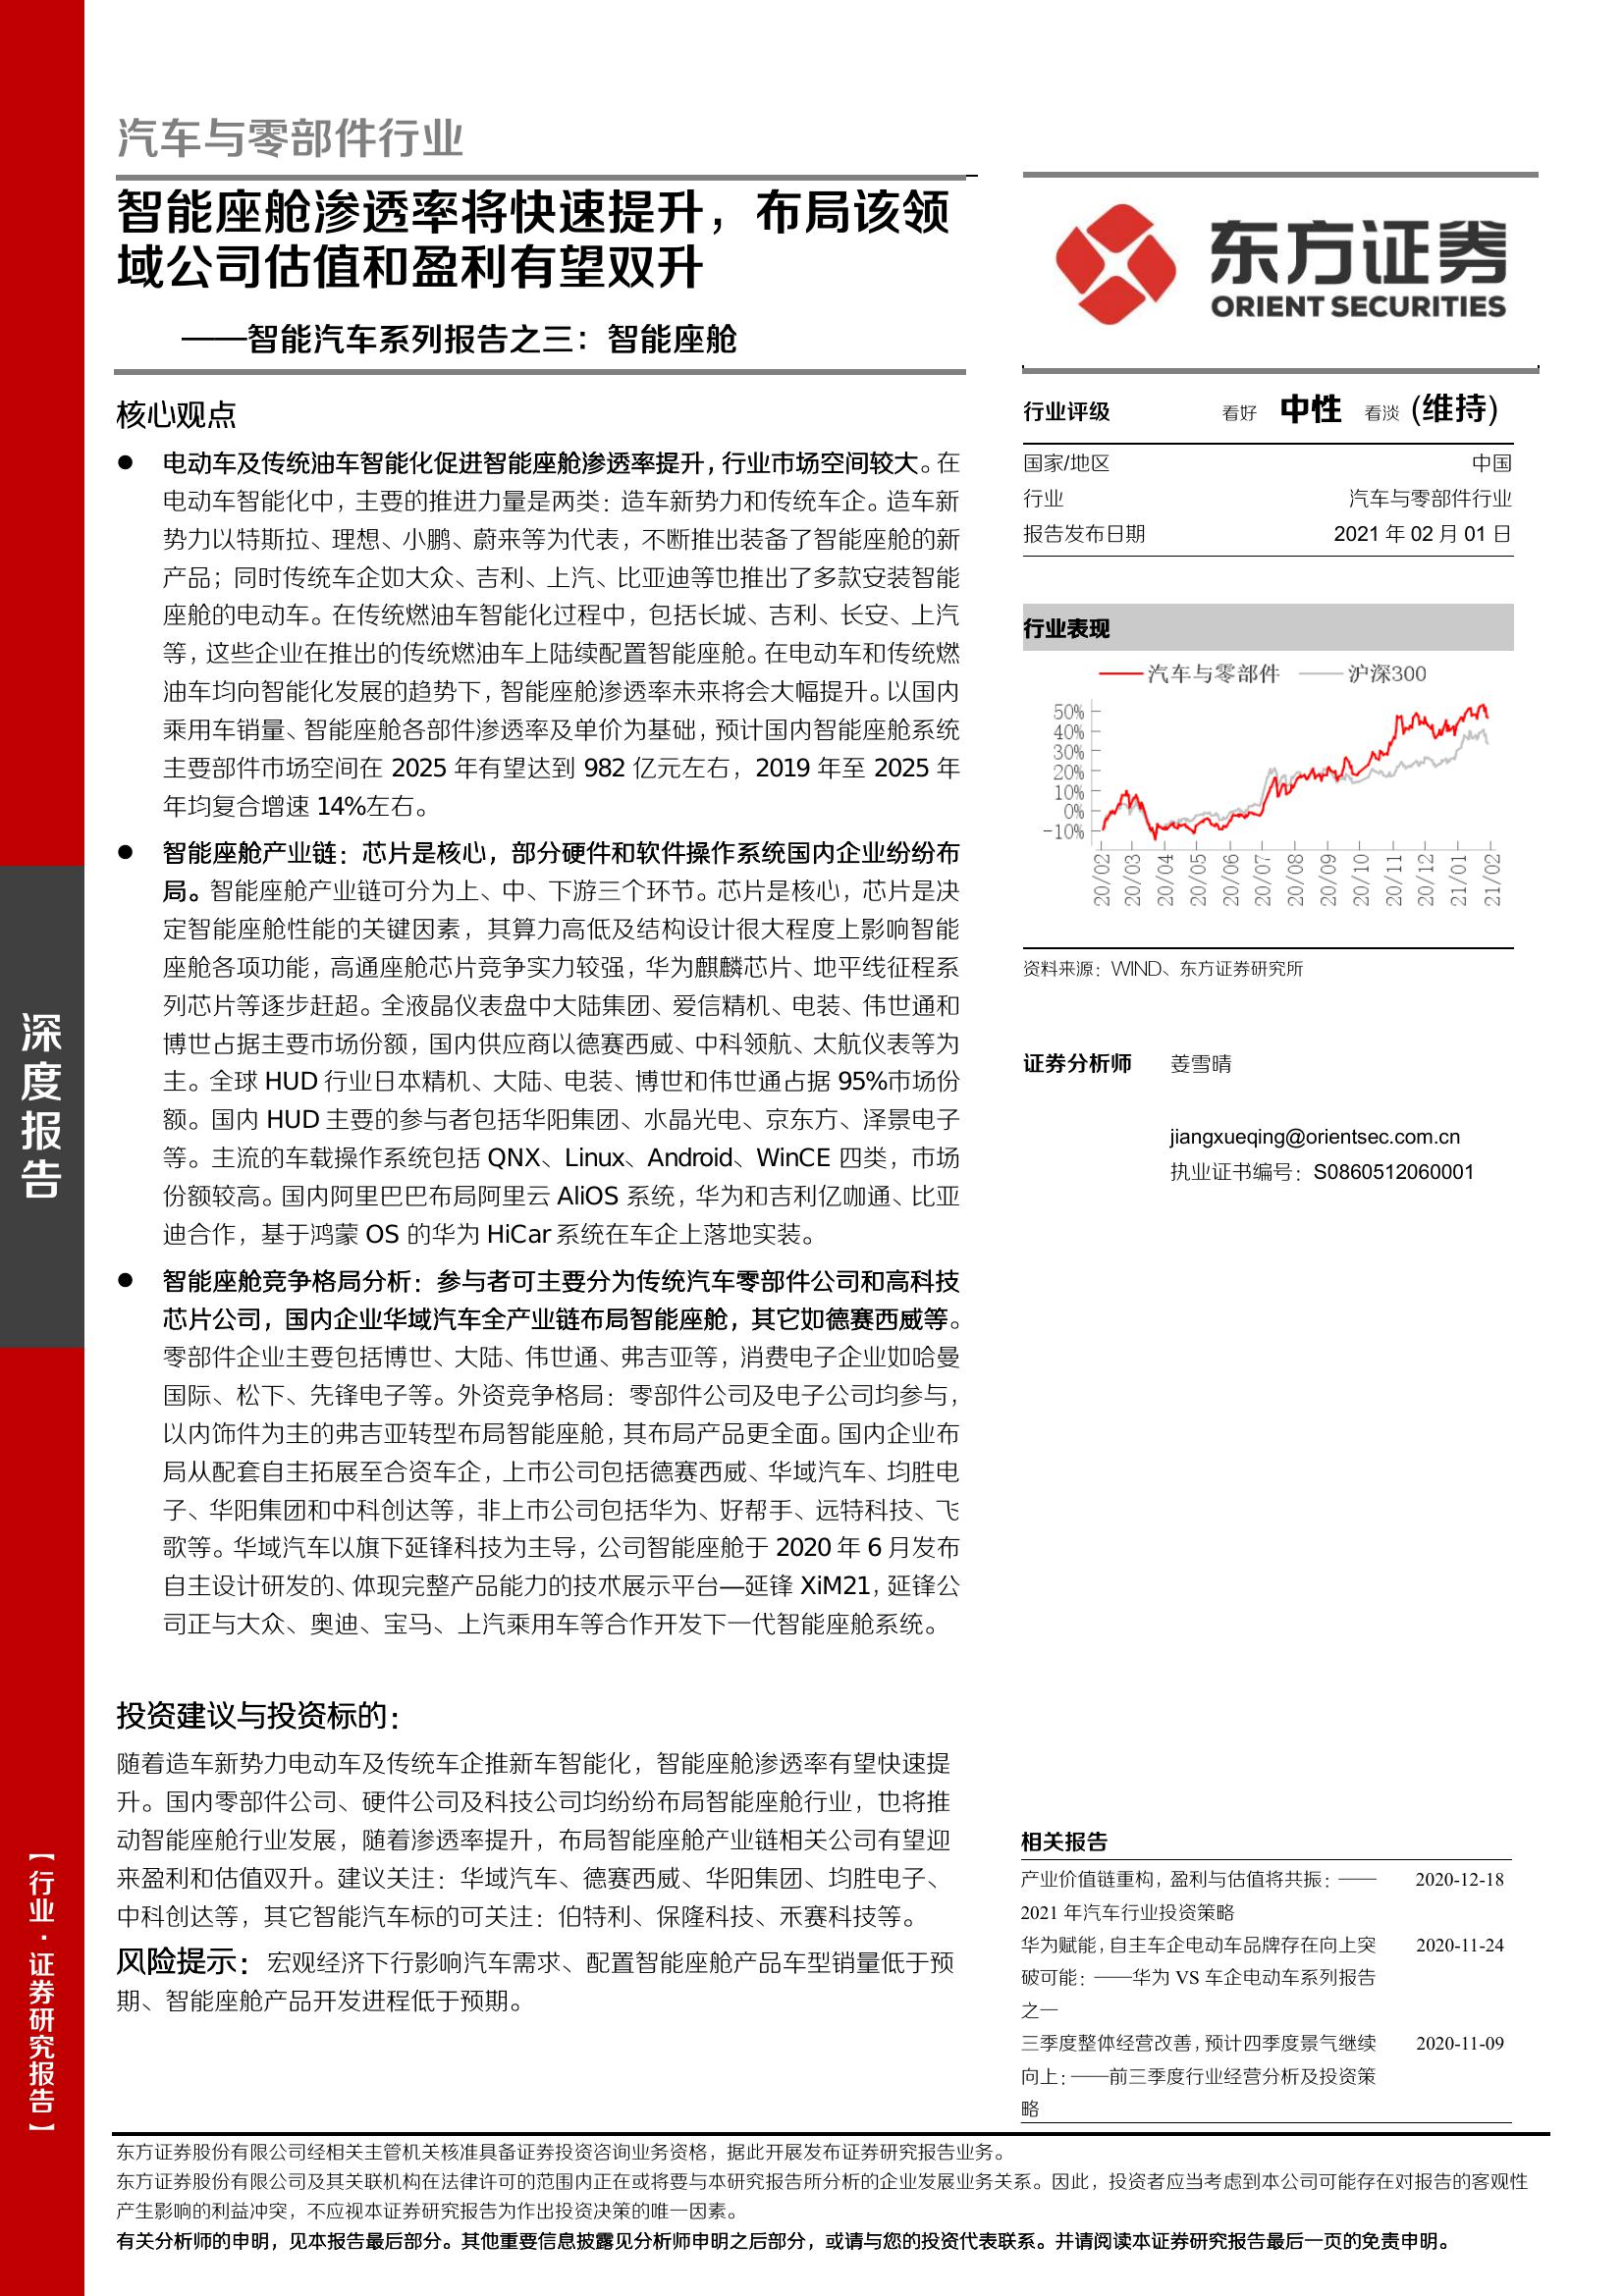 汽车与零部件行业
智能座舱渗透率将快速提升，布局该领
域公司估值和盈利有望双升
——智能汽车系列报告之三：智能座舱
核心观点
● 电动车及传统油车智能化促进智能座舱渗透率提升，行业市场空间较大。在
电动车智能化中，主要的推进力量是两类：造车新势力和传统车企。造车新
势力以特斯拉、理想、小鹏、蔚来等为代表，不断推出装备了智能座舱的新
产品；同时传统车企如大众、吉利、上汽、比亚迪等也推出了多款安装智能
座舱的电动车。在传统燃油车智能化过程中，包括长城、吉利、长安、上汽
等，这些企业在推出的传统燃油车上陆续配置智能座舱。在电动车和传统燃
油车均向智能化发展的趋势下，智能座舱渗透率未来将会大幅提升。以国内
乘用车销量、智能座舱各部件渗透率及单价为基础，预计国内智能座舱系统
主要部件市场空间在 2025 年有望达到 982 亿元左右，2019 年至 2025 年
年均复合增速 14%左右。
● 智能座舱产业链：芯片是核心，部分硬件和软件操作系统国内企业纷纷布
局。智能座舱产业链可分为上、中、下游三个环节。芯片是核心，芯片是决
定智能座舱性能的关键因素，其算力高低及结构设计很大程度上影响智能
座舱各项功能，高通座舱芯片竞争实力较强，华为麒麟芯片、地平线征程系
列芯片等逐步赶超。全液晶仪表盘中大陆集团、爱信精机、电装、伟世通和
博世占据主要市场份额，国内供应商以德赛西威、中科领航、太航仪表等为
主。全球 HUD 行业日本精机、大陆、电装、博世和伟世通占据 95%市场份
额。国内 HUD 主要的参与者包括华阳集团、水晶光电、京东方、泽景电子
等。主流的车载操作系统包括 QNX、Linux、Android、WinCE 四类，市场
份额较高。国内阿里巴巴布局阿里云 AliOS 系统，华为和吉利亿咖通、比亚
迪合作，基于鸿蒙 OS 的华为 HiCar 系统在车企上落地实装。
● 智能座舱竞争格局分析：参与者可主要分为传统汽车零部件公司和高科技
芯片公司，国内企业华域汽车全产业链布局智能座舱，其它如德赛西威等。
零部件企业主要包括博世、大陆、伟世通、弗吉亚等，消费电子企业如哈曼
国际、松下、先锋电子等。外资竞争格局：零部件公司及电子公司均参与，
以内饰件为主的弗吉亚转型布局智能座舱，其布局产品更全面。国内企业布
局从配套自主拓展至合资车企，上市公司包括德赛西威、华域汽车、均胜电
子、华阳集团和中科创达等，非上市公司包括华为、好帮手、远特科技、飞
歌等。华域汽车以旗下延锋科技为主导，公司智能座舱于 2020 年 6 月发布
自主设计研发的、体现完整产品能力的技术展示平台—延锋 XiM21，延锋公
司正与大众、奥迪、宝马、上汽乘用车等合作开发下一代智能座舱系统。
投资建议与投资标的：
随着造车新势力电动车及传统车企推新车智能化，智能座舱渗透率有望快速提
升。国内零部件公司、硬件公司及科技公司均纷纷布局智能座舱行业，也将推
动智能座舱行业发展，随着渗透率提升，布局智能座舱产业链相关公司有望迎
来盈利和估值双升。建议关注：华域汽车、德赛西威、华阳集团、均胜电子、
中科创达等，其它智能汽车标的可关注：伯特利、保隆科技、禾赛科技等。
风险提示：宏观经济下行影响汽车需求、配置智能座舱产品车型销量低于预
期、智能座舱产品开发进程低于预期。
东方证券
ORIENT SECURITIES
行业评级 看好 中性 看淡 (维持)
国家/地区 中国
行业 汽车与零部件行业
报告发布日期 2021 年 02 月 01 日
行业表现
汽车与零部件 沪深300
50%
40%
30%
20%
10%
0%
-10%
20/02 20/03 20/04 20/05 20/06 20/07 20/08 20/09 20/10 20/11 20/12 21/01 21/02
资料来源：WIND、东方证券研究所
证券分析师 姜雪晴
jiangxueqing@orientsec.com.cn
执业证书编号：S0860512060001
相关报告
产业价值链重构，盈利与估值将共振：—— 2020-12-18
2021 年汽车行业投资策略
华为赋能，自主车企电动车品牌存在向上突 2020-11-24
破可能：——华为 VS 车企电动车系列报告
之一
三季度整体经营改善，预计四季度景气继续 2020-11-09
向上：——前三季度行业经营分析及投资策
略
深度报告
【行业·证券研究报告】
东方证券股份有限公司经相关主管机关核准具备证券投资咨询业务资格，据此开展发布证券研究报告业务。
东方证券股份有限公司及其关联机构在法律许可的范围内正在或将要与本研究报告所分析的企业发展业务关系。因此，投资者应当考虑到本公司可能存在对报告的客观性
产生影响的利益冲突，不应视本证券研究报告为作出投资决策的唯一因素。
有关分析师的申明，见本报告最后部分。其他重要信息披露见分析师申明之后部分，或请与您的投资代表联系。并请阅读本证券研究报告最后一页的免责申明。